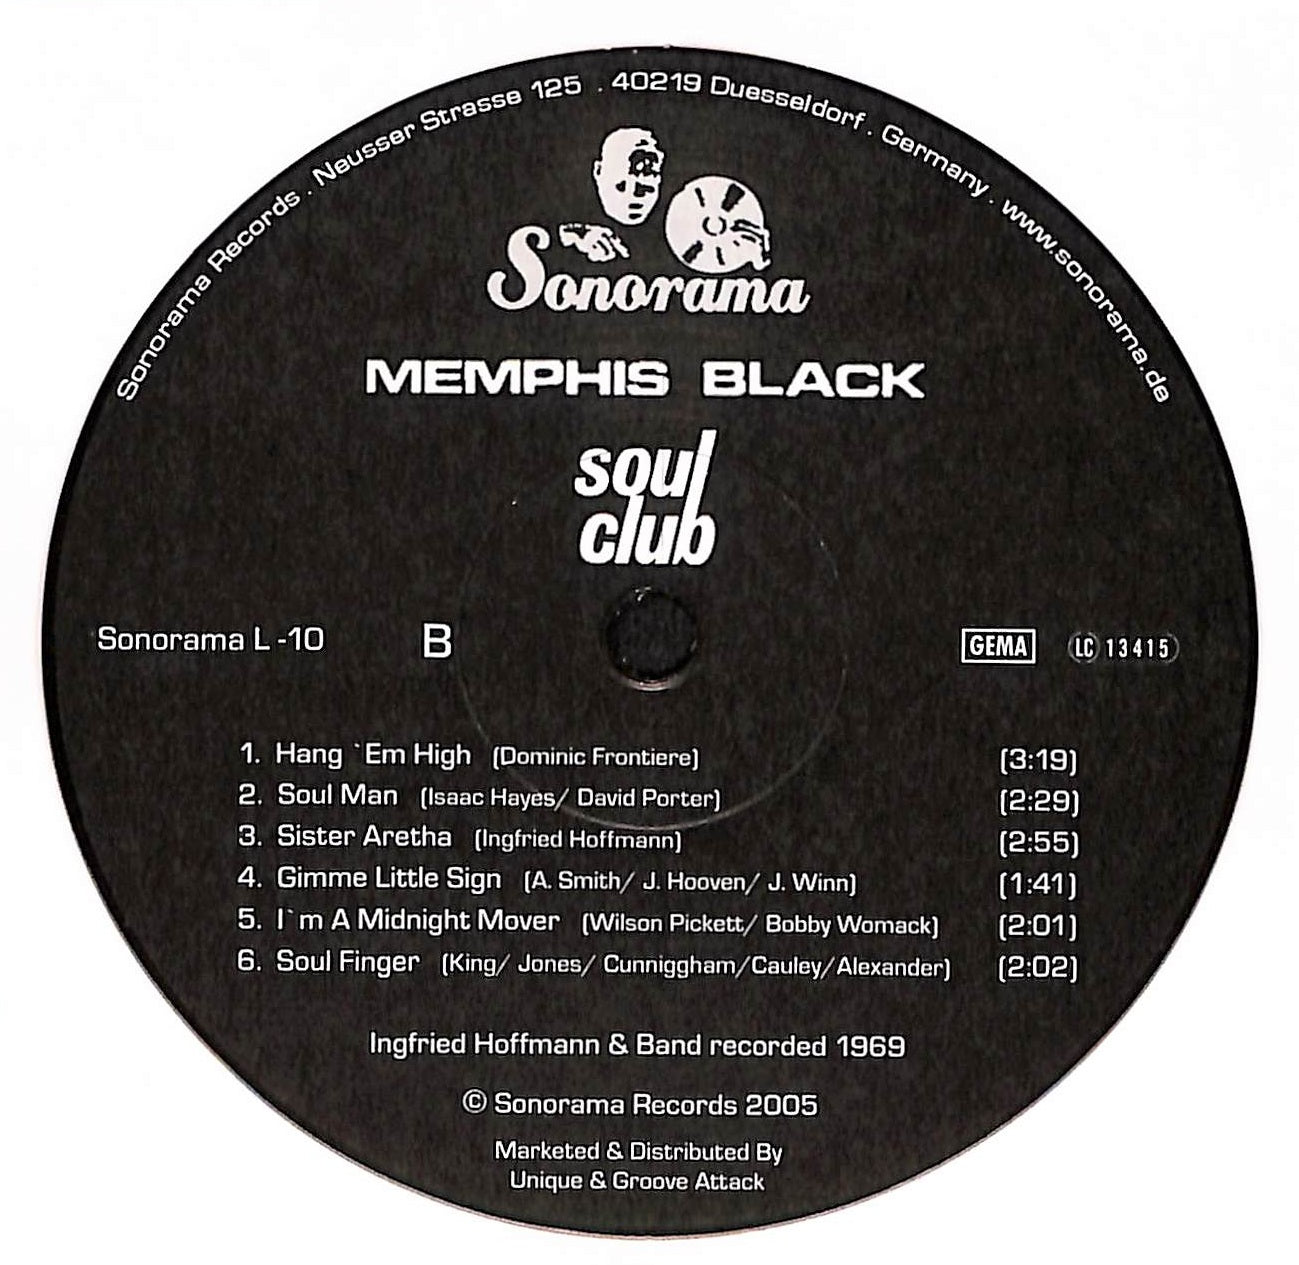 Sonorama Records . Neusser Strasse 125 . 40219 Duesseldorf . Germany . www.sonorama.de
Sonorama
MEMPHIS BLACK
soul
club
Sonorama L -10 B GEMA LC 13415
1. Hang `Em High (Dominic Frontiere) (3:19)
2. Soul Man (Isaac Hayes/ David Porter) (2:29)
3. Sister Aretha (Ingfried Hoffmann) (2:55)
4. Gimme Little Sign (A. Smith/ J. Hooven/ J. Winn) (1:41)
5. I`m A Midnight Mover (Wilson Pickett/ Bobby Womack) (2:01)
6. Soul Finger (King/ Jones/ Cunniggham/Cauley/Alexander) (2:02)
Ingfried Hoffmann & Band recorded 1969
© Sonorama Records 2005
Marketed & Distributed By
Unique & Groove Attack